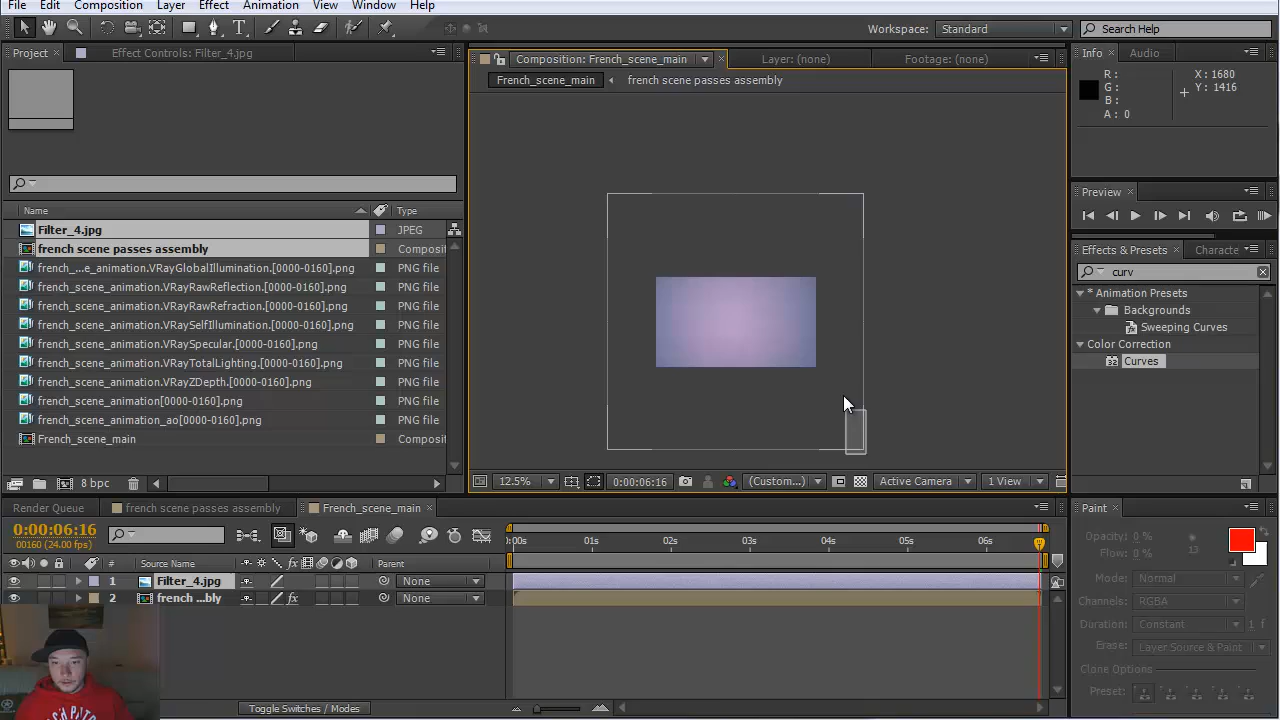 File Edit Composition Layer Effect Animation View Window Help
Workspace: Standard Search Help
Project Effect Controls: Filter_4.jpg
Composition: French_scene_main Layer: (none) Footage: (none)
French_scene_main french scene passes assembly
Info Audio
R: X: 1680
G: Y: 1416
B:
A: 0
Preview
Effects & Presets Characte
curv
* Animation Presets
Backgrounds
Sweeping Curves
Color Correction
32 Curves
Name Type
Filter_4.jpg JPEG
french scene passes assembly Composit
french_...e_animation.VRayGlobalIllumination.[0000-0160].png PNG file
french_scene_animation.VRayRawReflection.[0000-0160].png PNG file
french_scene_animation.VRayRawRefraction.[0000-0160].png PNG file
french_scene_animation.VRaySelfIllumination.[0000-0160].png PNG file
french_scene_animation.VRaySpecular.[0000-0160].png PNG file
french_scene_animation.VRayTotalLighting.[0000-0160].png PNG file
french_scene_animation.VRayZDepth.[0000-0160].png PNG file
french_scene_animation[0000-0160].png PNG file
french_scene_animation_ao[0000-0160].png PNG file
French_scene_main Composit
8 bpc
12.5% 0:00:06:16 (Custom...) Active Camera 1 View
Render Queue french scene passes assembly French_scene_main
0:00:06:16
00160 (24.00 fps)
:00s 01s 02s 03s 04s 05s 06s
# Source Name fx Parent
1 Filter_4.jpg None
2 french ...bly fx None
Toggle Switches / Modes
Paint
Opacity: 0 %
Flow: 0 % 13
Mode: Normal
Channels: RGBA
Duration: Constant 1 f
Erase: Layer Source & Paint
Clone Options
Preset: